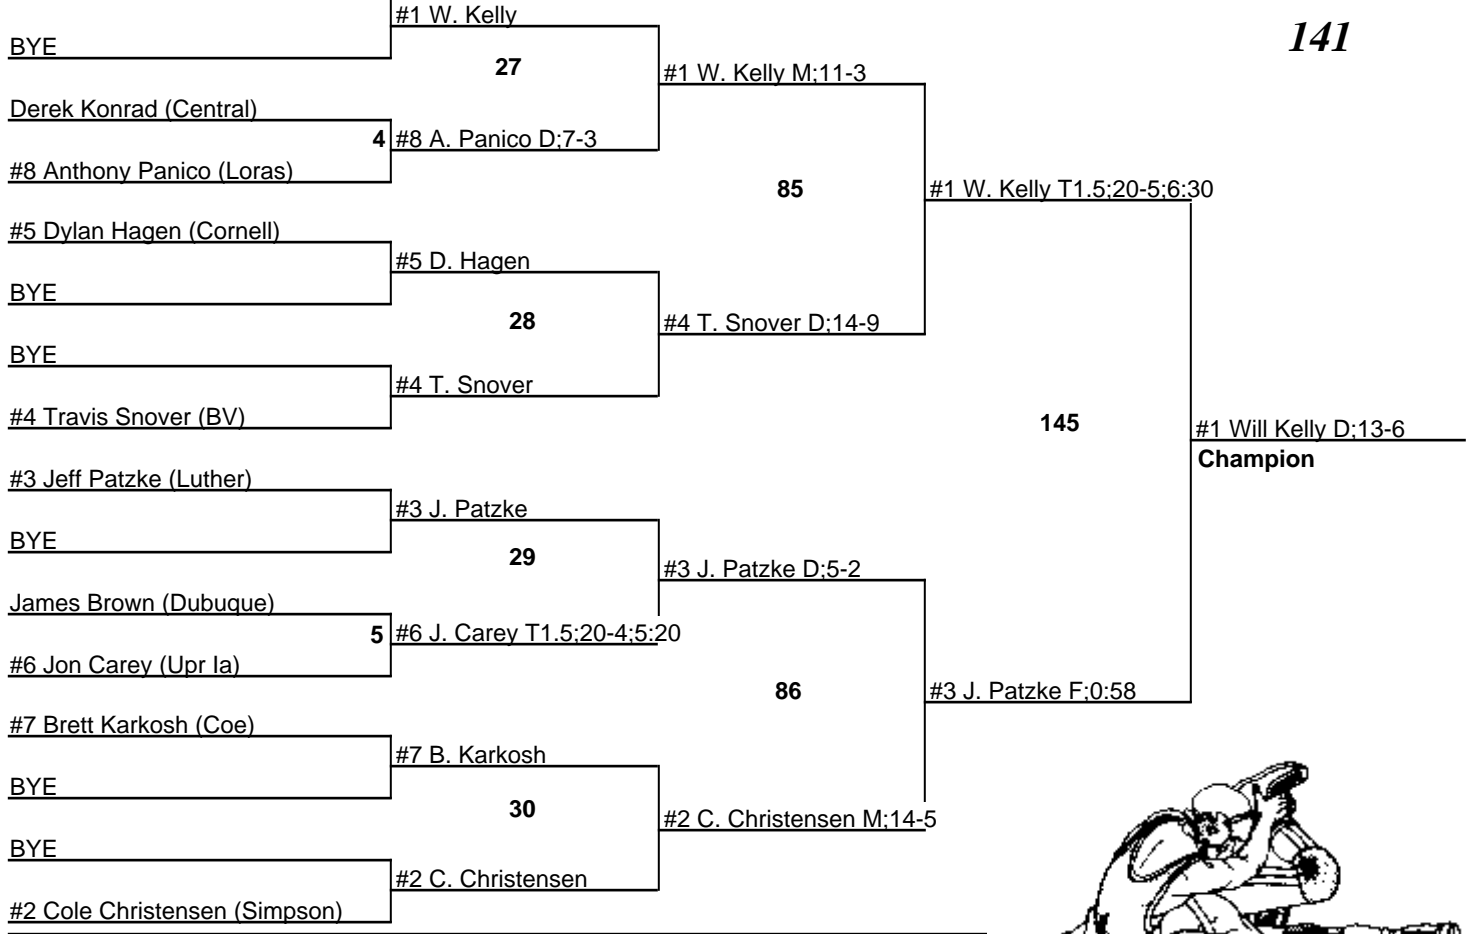 #1 W. Kelly
141
BYE
27
#1 W. Kelly M;11-3
Derek Konrad (Central)
4
#8 A. Panico D;7-3
#8 Anthony Panico (Loras)
85
#1 W. Kelly T1.5;20-5;6:30
#5 Dylan Hagen (Cornell)
#5 D. Hagen
BYE
28
#4 T. Snover D;14-9
BYE
#4 T. Snover
#4 Travis Snover (BV)
145
#1 Will Kelly D;13-6
Champion
#3 Jeff Patzke (Luther)
#3 J. Patzke
BYE
29
#3 J. Patzke D;5-2
James Brown (Dubuque)
5
#6 J. Carey T1.5;20-4;5:20
#6 Jon Carey (Upr Ia)
86
#3 J. Patzke F;0:58
#7 Brett Karkosh (Coe)
#7 B. Karkosh
BYE
30
#2 C. Christensen M;14-5
BYE
#2 C. Christensen
#2 Cole Christensen (Simpson)